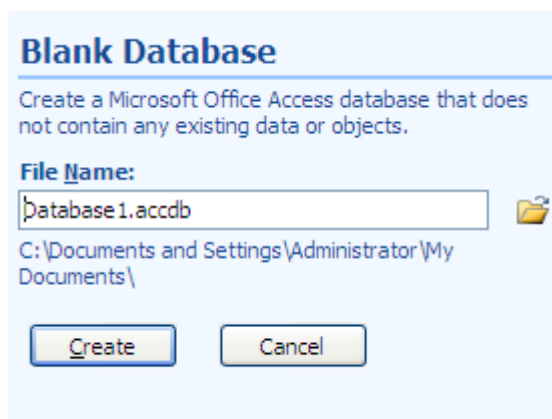 Blank Database
Create a Microsoft Office Access database that does
not contain any existing data or objects.
File Name:
Database1.accdb
C:\Documents and Settings\Administrator\My
Documents\
Create
Cancel